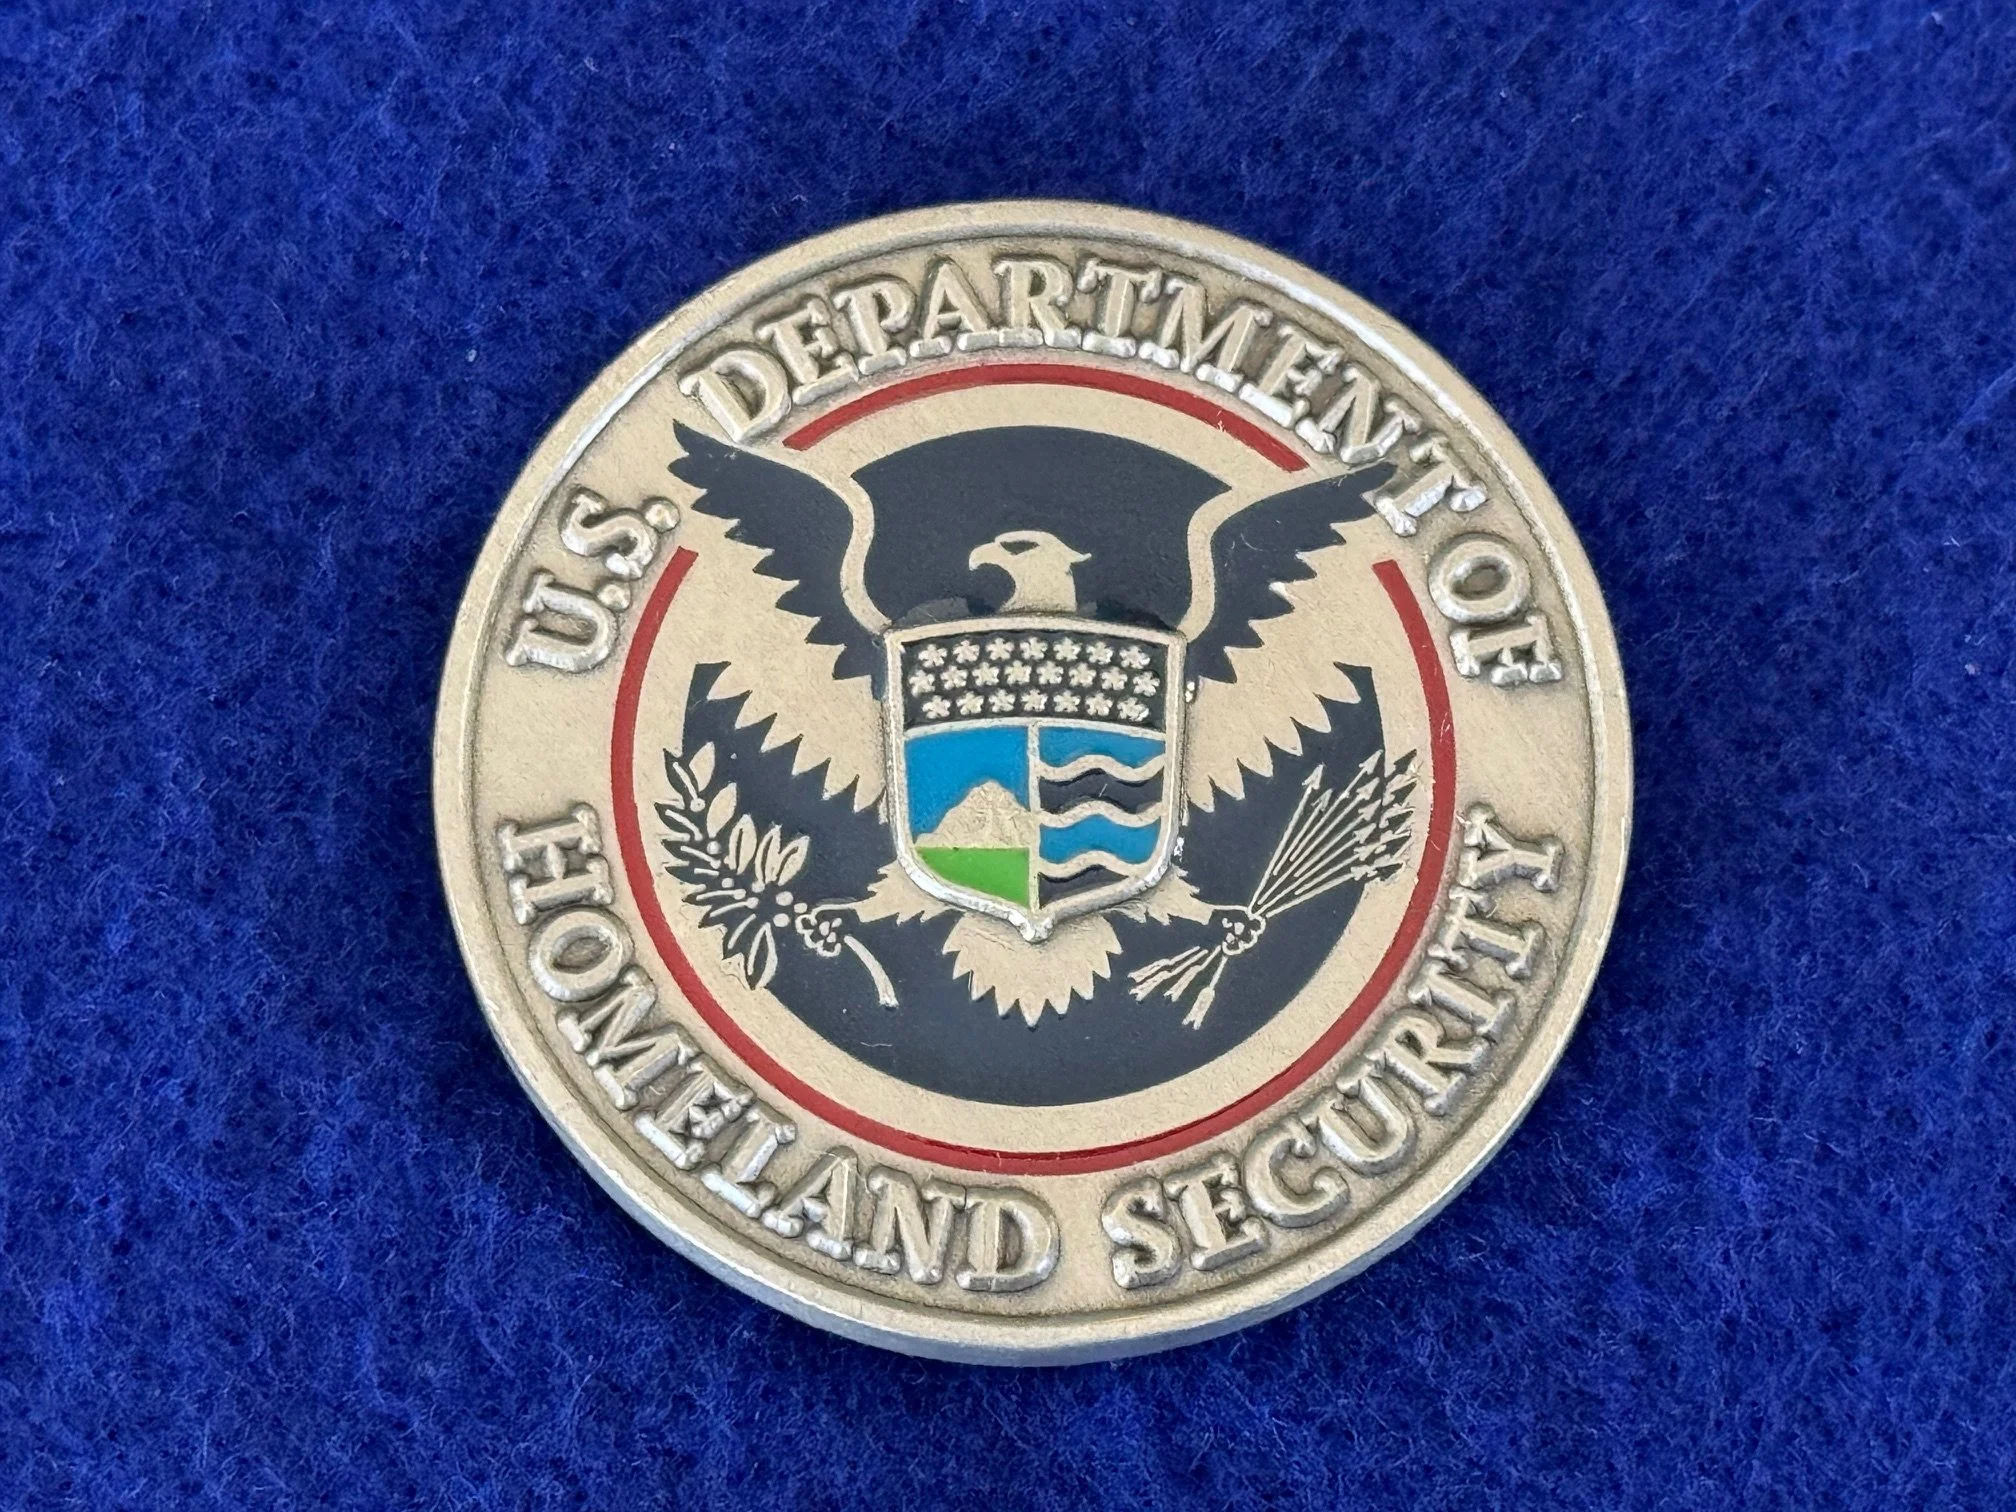 U.S. DEPARTMENT OF
HOMELAND SECURITY